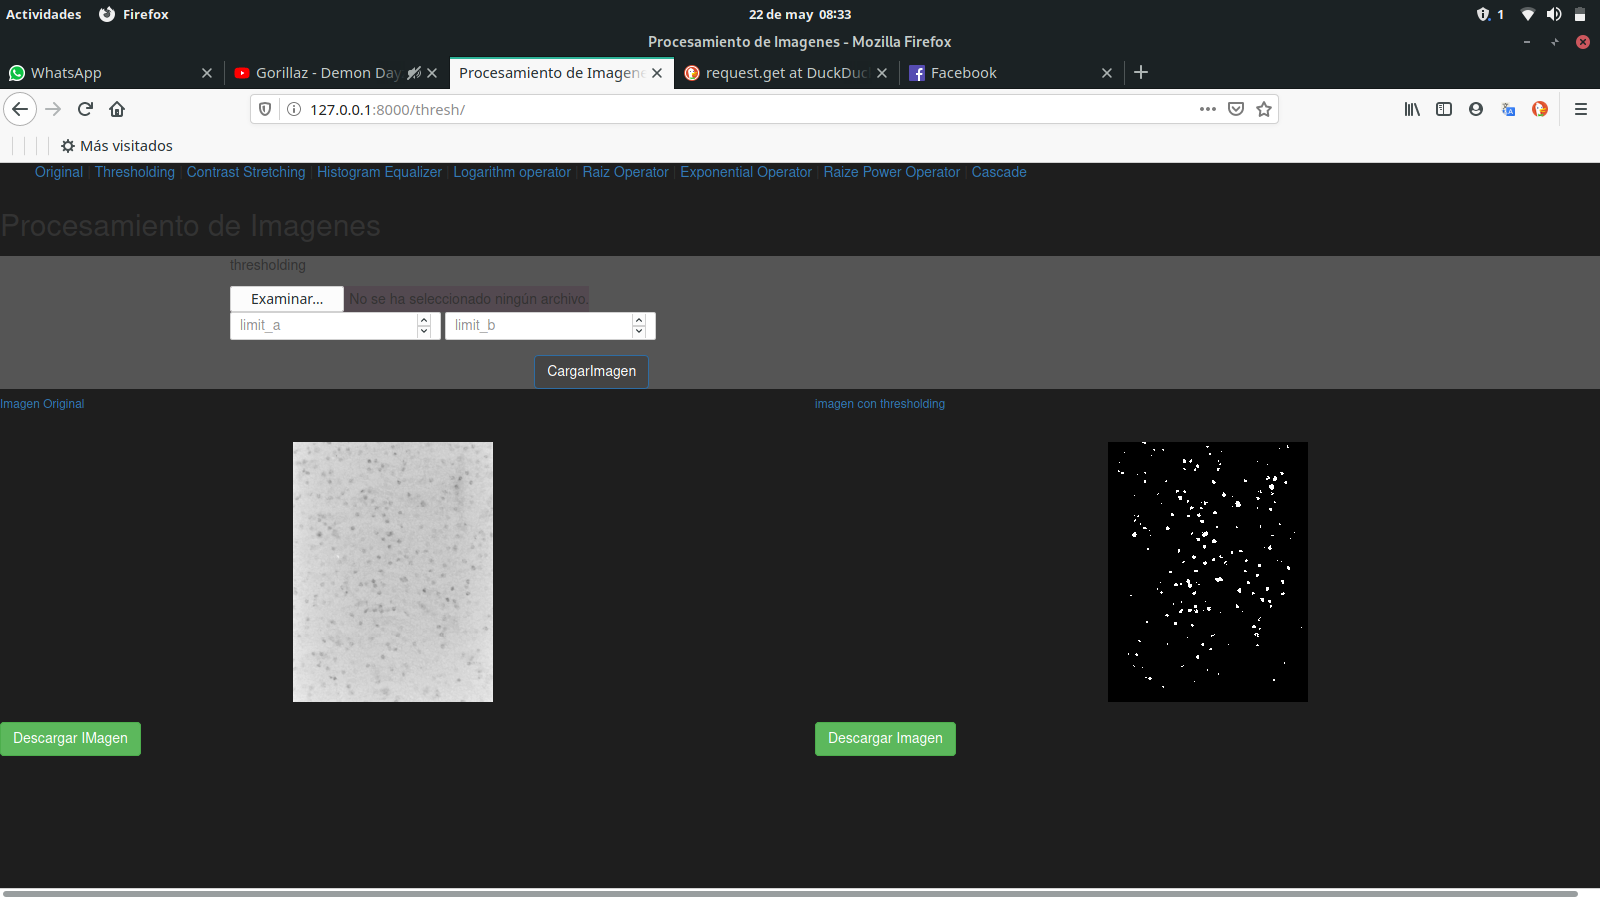 Actividades Firefox 22 de may 08:33 1
Procesamiento de Imagenes - Mozilla Firefox
WhatsApp Gorillaz - Demon Day Procesamiento de Imagene request.get at DuckDuc Facebook
127.0.0.1:8000/thresh/
Más visitados
Original | Thresholding | Contrast Stretching | Histogram Equalizer | Logarithm operator | Raiz Operator | Exponential Operator | Raize Power Operator | Cascade
Procesamiento de Imagenes
thresholding
Examinar... No se ha seleccionado ningún archivo.
limit_a limit_b
CargarImagen
Imagen Original imagen con thresholding
Descargar IMagen Descargar Imagen